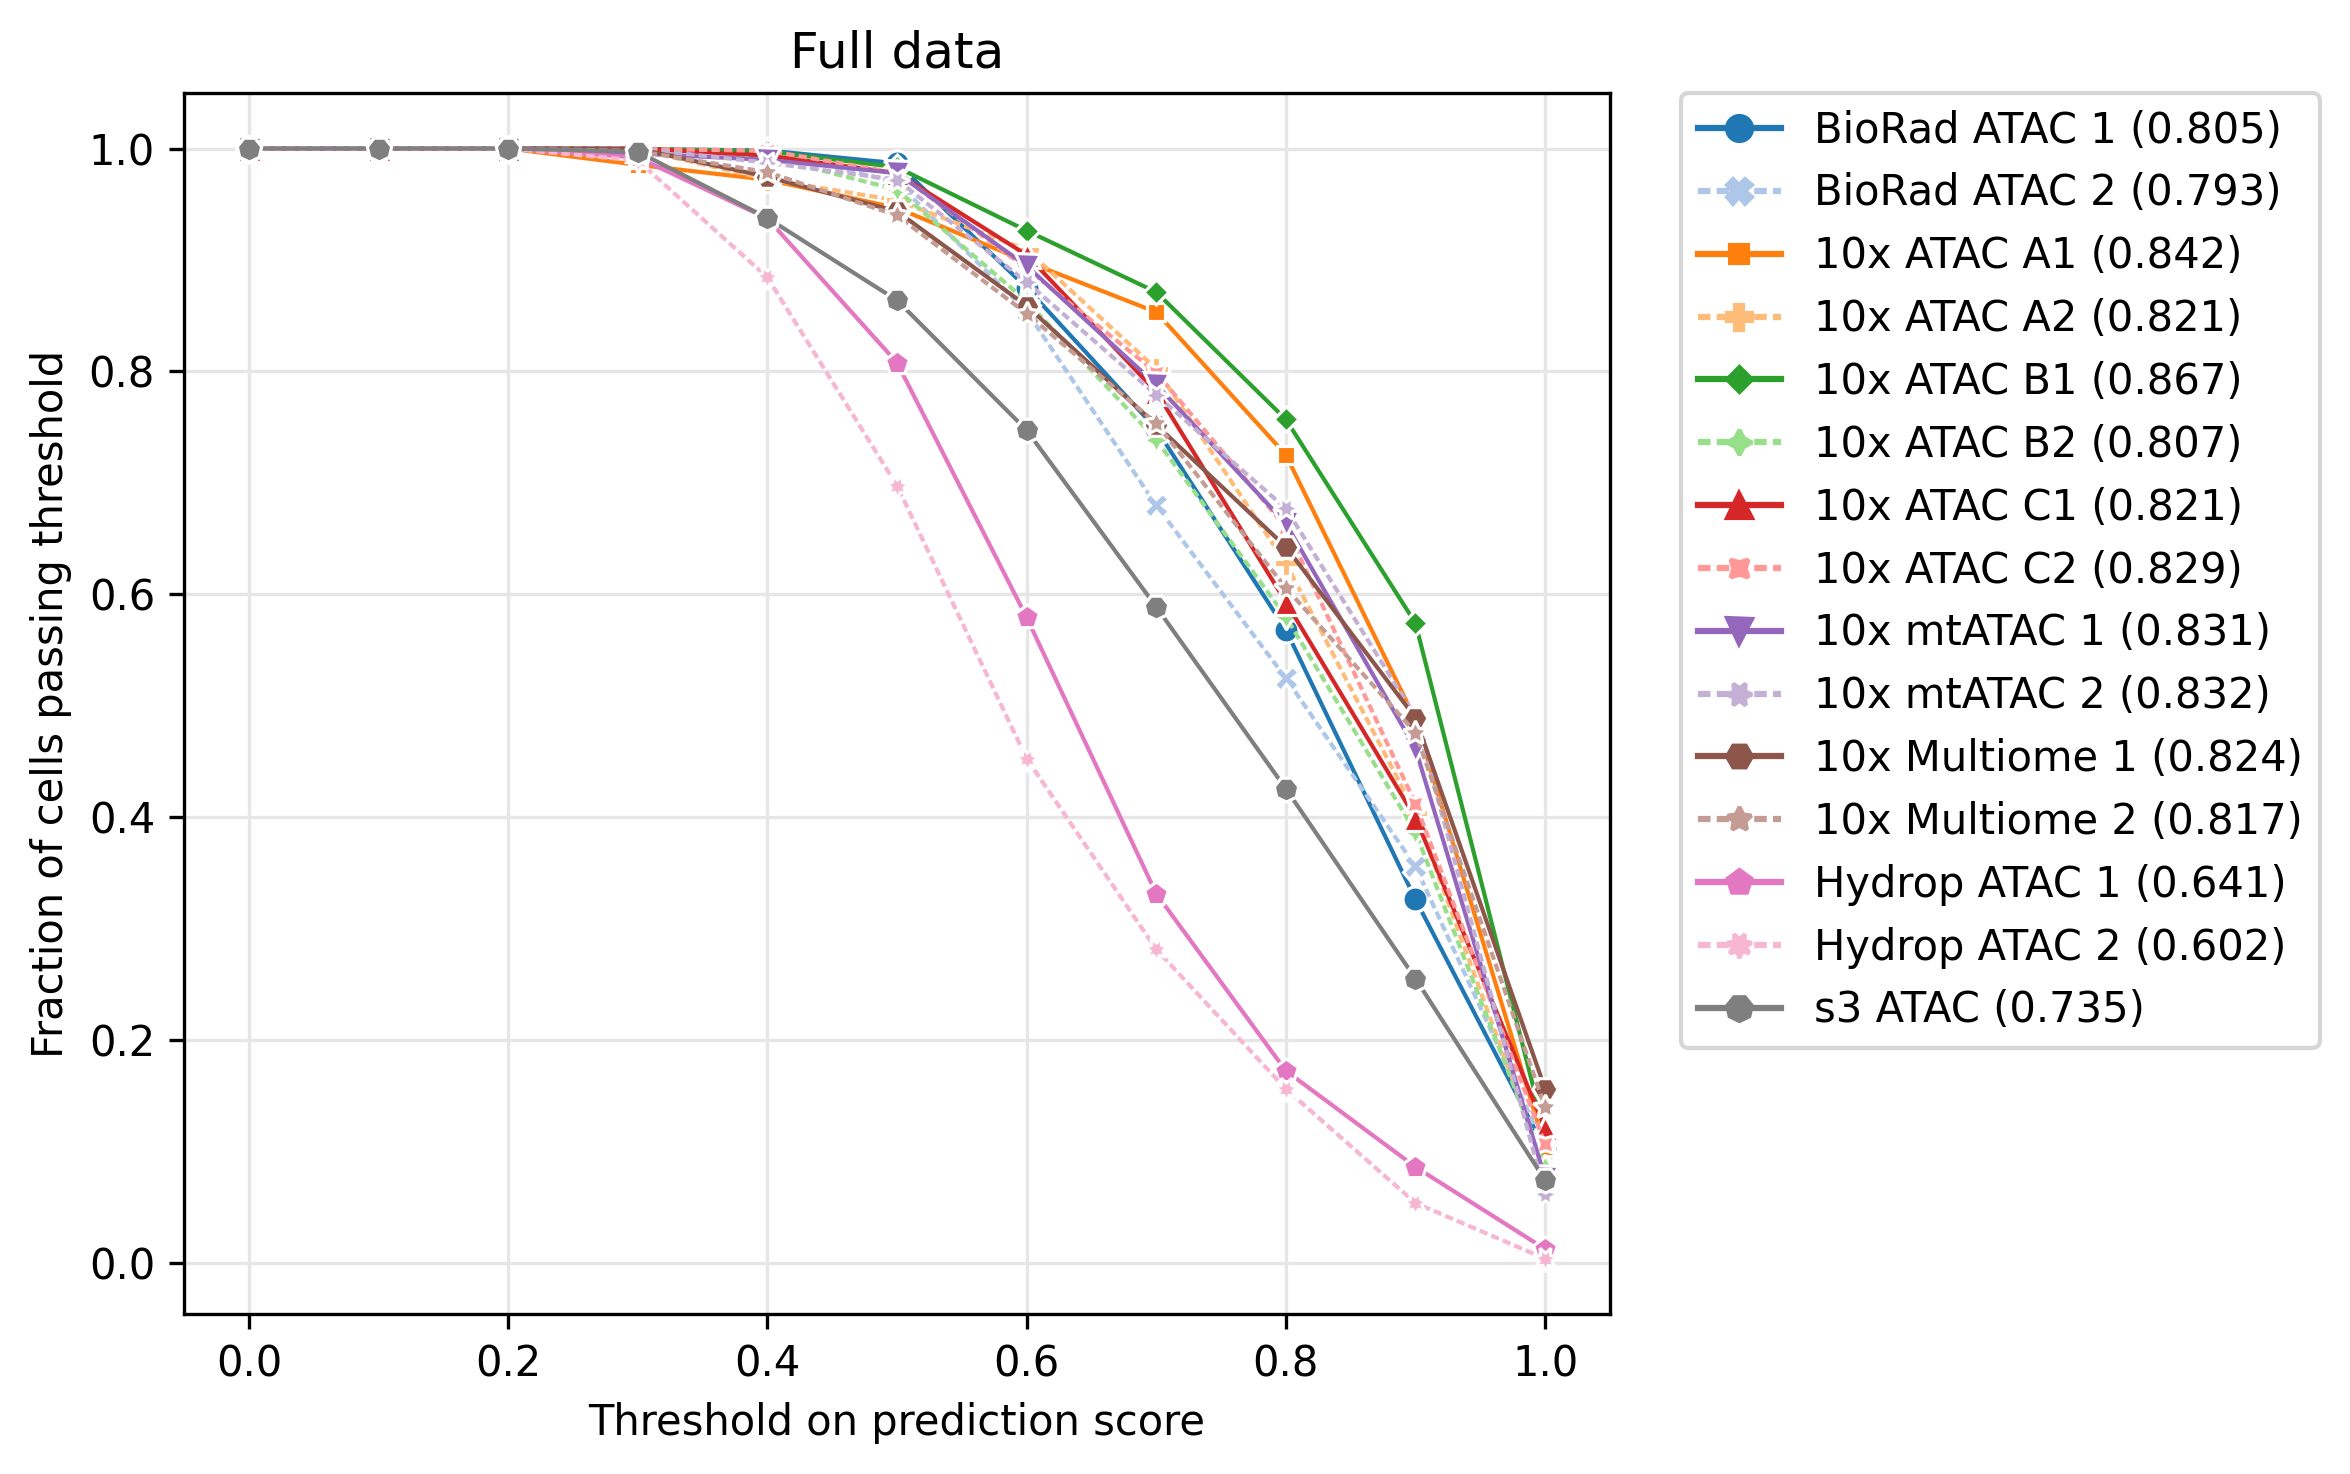 Full data
Fraction of cells passing threshold
1.0
0.8
0.6
0.4
0.2
0.0
0.0 0.2 0.4 0.6 0.8 1.0
Threshold on prediction score
BioRad ATAC 1 (0.805)
BioRad ATAC 2 (0.793)
10x ATAC A1 (0.842)
10x ATAC A2 (0.821)
10x ATAC B1 (0.867)
10x ATAC B2 (0.807)
10x ATAC C1 (0.821)
10x ATAC C2 (0.829)
10x mtATAC 1 (0.831)
10x mtATAC 2 (0.832)
10x Multiome 1 (0.824)
10x Multiome 2 (0.817)
Hydrop ATAC 1 (0.641)
Hydrop ATAC 2 (0.602)
s3 ATAC (0.735)